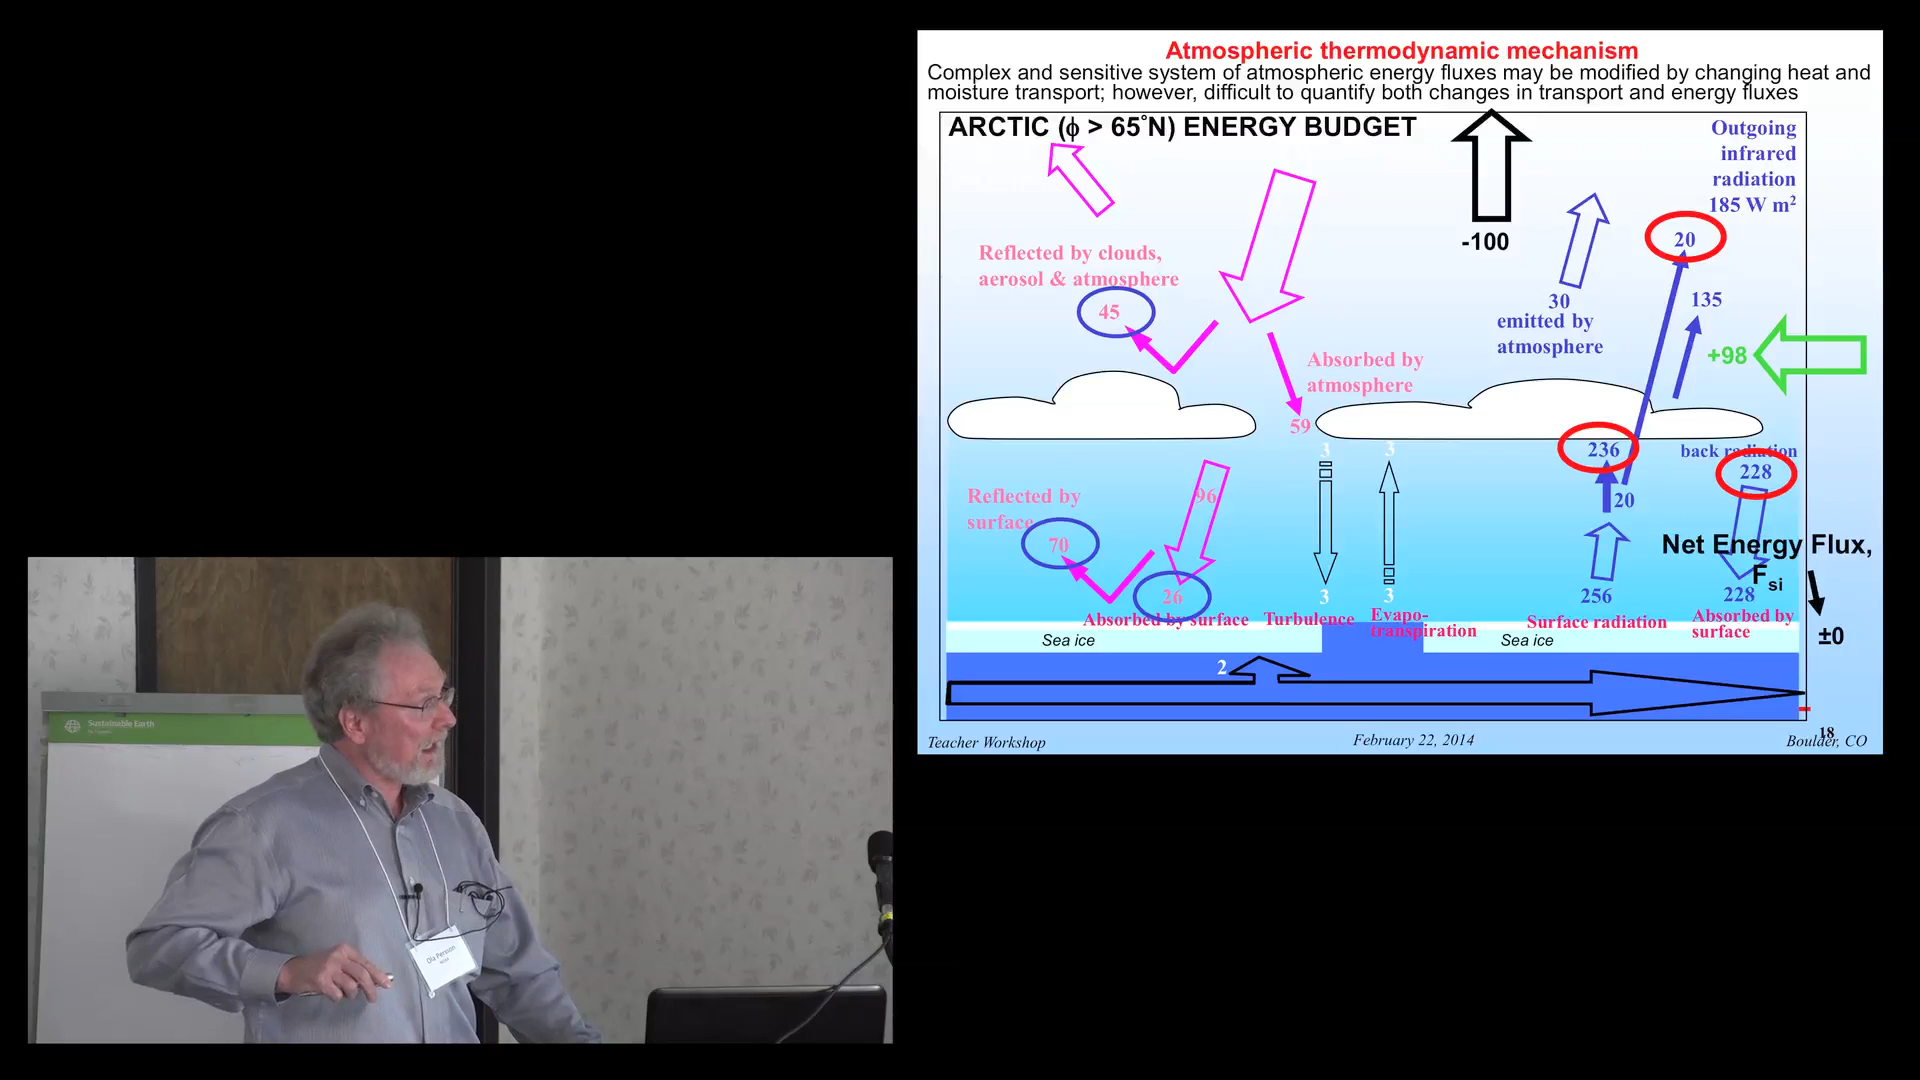 Atmospheric thermodynamic mechanism
Complex and sensitive system of atmospheric energy fluxes may be modified by changing heat and
moisture transport; however, difficult to quantify both changes in transport and energy fluxes
ARCTIC (ϕ > 65°N) ENERGY BUDGET
Outgoing
infrared
radiation
185 W m²
-100
20
Reflected by clouds,
aerosol & atmosphere
45
30
emitted by
atmosphere
135
+98
Absorbed by
atmosphere
59
3
3
236
back radiation
228
20
Reflected by
surface
70
96
26
Absorbed by surface
3
Turbulence
3
Evapo-
transpiration
256
Surface radiation
Net Energy Flux,
Fsi
228
Absorbed by
surface
±0
Sea ice
Sea ice
2
18
Teacher Workshop
February 22, 2014
Boulder, CO
Sustainable Earth
Ola Persson